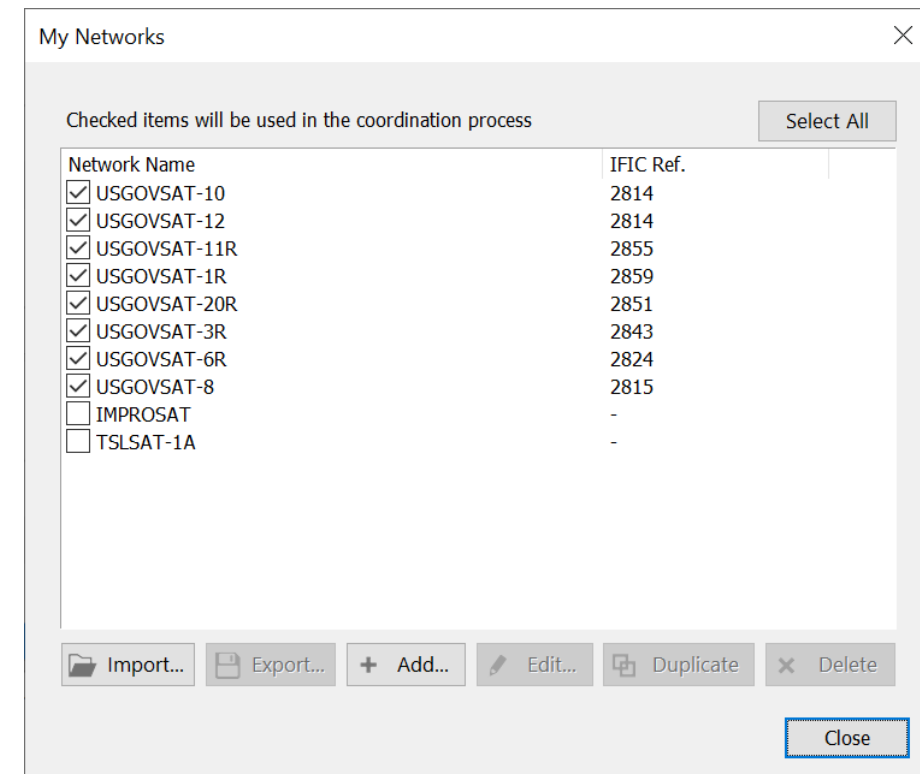 My Networks
Checked items will be used in the coordination process
Select All
Network Name IFIC Ref.
USGOVSAT-10 2814
USGOVSAT-12 2814
USGOVSAT-11R 2855
USGOVSAT-1R 2859
USGOVSAT-20R 2851
USGOVSAT-3R 2843
USGOVSAT-6R 2824
USGOVSAT-8 2815
IMPROSAT -
TSLSAT-1A -
Import... Export... Add... Edit... Duplicate Delete
Close